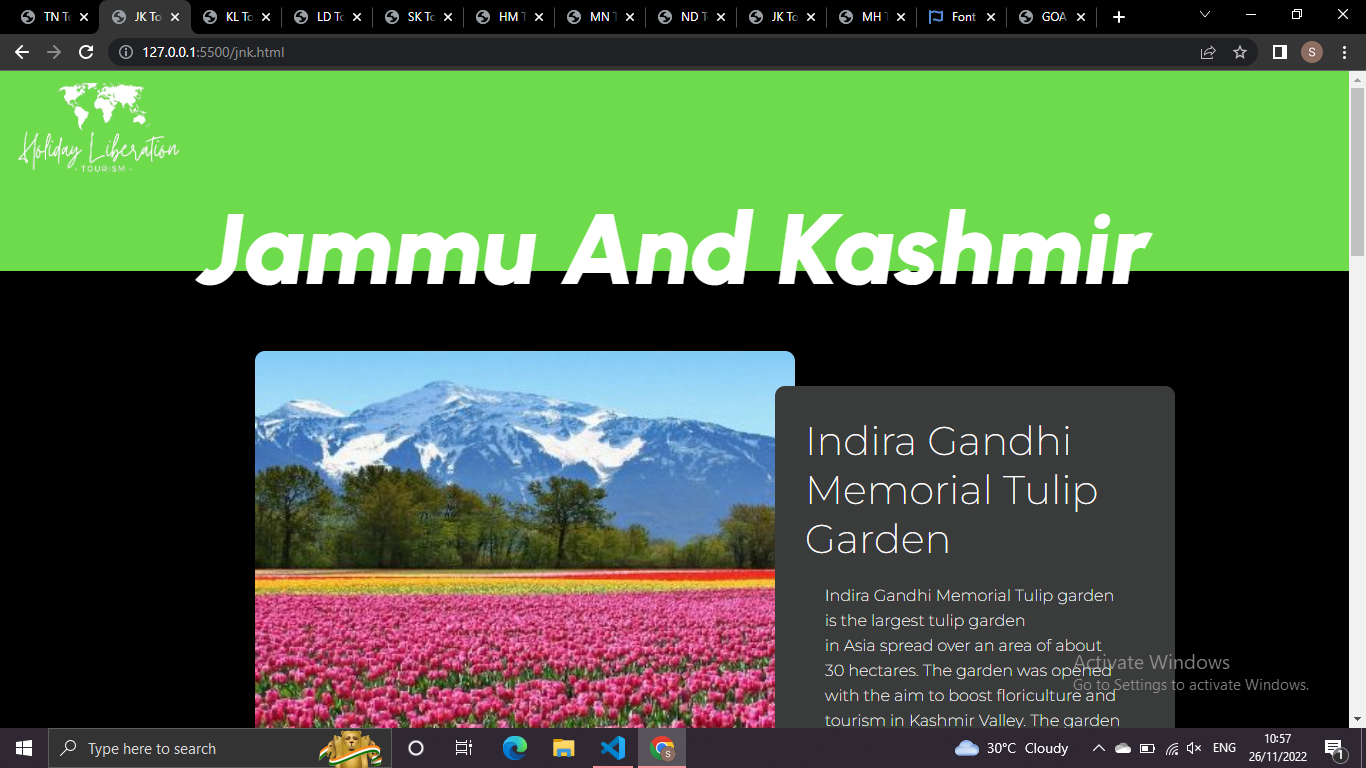 TN To
JK To
KL To
LD To
SK To
HM T
MN T
ND T
JK To
MH T
Font
GOA
127.0.0.1:5500/jnk.html
S
Holiday Liberation
· TOURISM ·
Jammu And Kashmir
Indira Gandhi
Memorial Tulip
Garden
Indira Gandhi Memorial Tulip garden
is the largest tulip garden
in Asia spread over an area of about
30 hectares. The garden was opened
with the aim to boost floriculture and
tourism in Kashmir Valley. The garden
Activate Windows
Go to Settings to activate Windows.
Type here to search
S
30°C Cloudy
ENG
10:57
26/11/2022
1